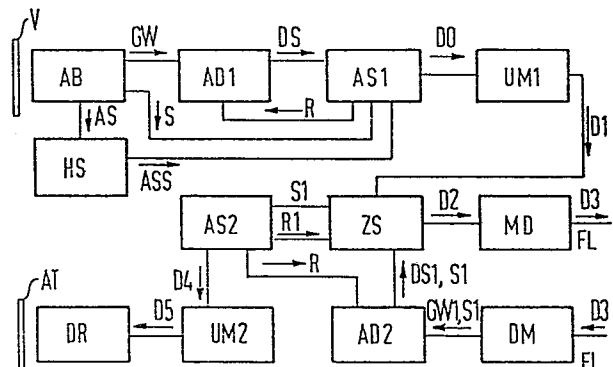 V
GW DS DO
AB AD1 AS1 UM1
AS S R D1
HS ASS
S1 D2 D3
AS2 R1 ZS MD
FL
AT D4 R DS1, S1
D5 GW1,S1 D3
DR UM2 AD2 DM
FL